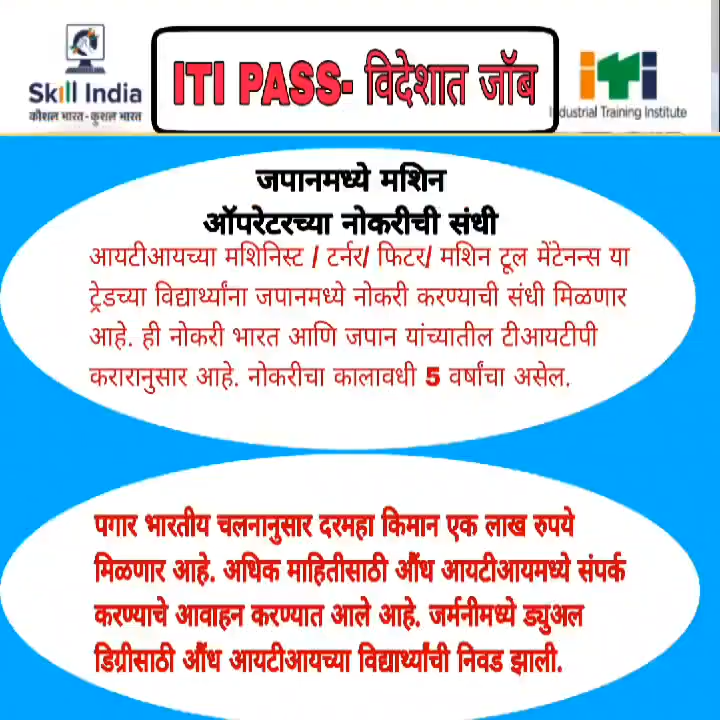 Skill India
कौशल भारत - कुशल भारत
ITI PASS- विदेशात जॉब
iTi
dustrial Training Institute
जपानमध्ये मशिन
ऑपरेटरच्या नोकरीची संधी
आयटीआयच्या मशिनिस्ट / टर्नर/ फिटर/ मशिन टूल मेंटेनन्स या
ट्रेडच्या विद्यार्थ्यांना जपानमध्ये नोकरी करण्याची संधी मिळणार
आहे. ही नोकरी भारत आणि जपान यांच्यातील टीआयटीपी
करारानुसार आहे. नोकरीचा कालावधी 5 वर्षांचा असेल.
पगार भारतीय चलनानुसार दरमहा किमान एक लाख रुपये
मिळणार आहे. अधिक माहितीसाठी औंध आयटीआयमध्ये संपर्क
करण्याचे आवाहन करण्यात आले आहे. जर्मनीमध्ये ड्युअल
डिग्रीसाठी औंध आयटीआयच्या विद्यार्थ्यांची निवड झाली.